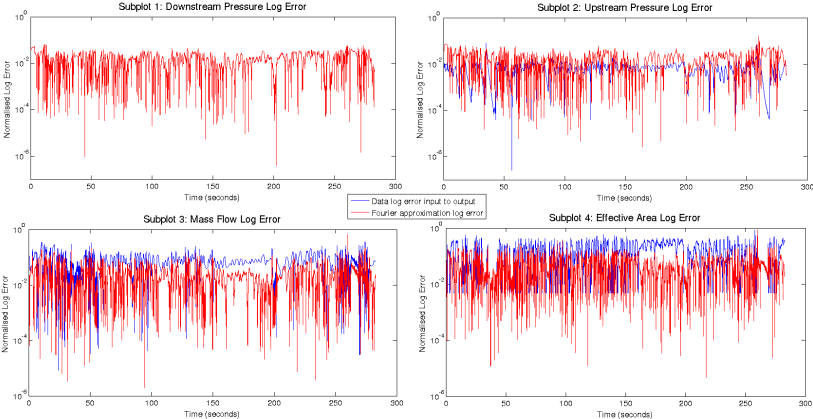 Subplot 1: Downstream Pressure Log Error
Normalised Log Error
10^0
10^-2
10^-4
10^-6
0 50 100 150 200 250 300
Time (seconds)
Subplot 2: Upstream Pressure Log Error
Normalised Log Error
10^0
10^-2
10^-4
10^-6
0 50 100 150 200 250 300
Time (seconds)
Data log error input to output
Fourier approximation log error
Subplot 3: Mass Flow Log Error
Normalised Log Error
10^0
10^-2
10^-4
10^-6
0 50 100 150 200 250 300
Time (seconds)
Subplot 4: Effective Area Log Error
Normalised Log Error
10^0
10^-2
10^-4
10^-6
0 50 100 150 200 250 300
Time (seconds)